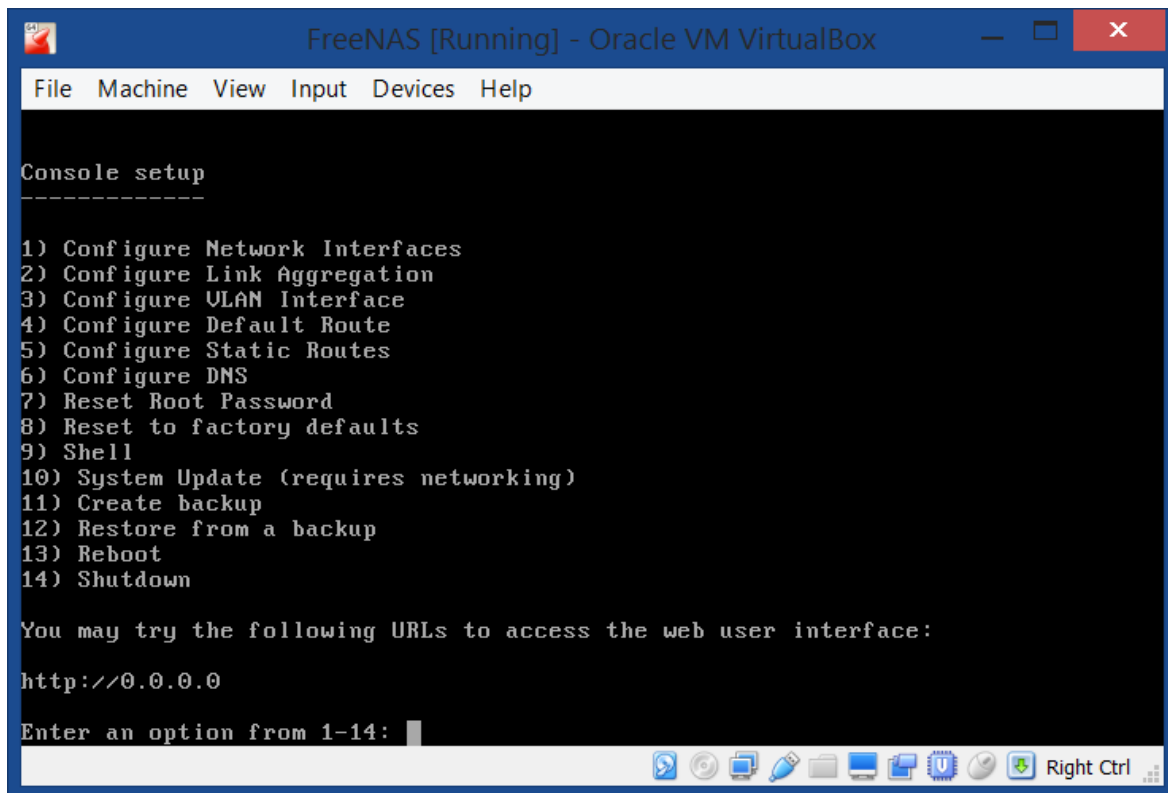 FreeNAS [Running] - Oracle VM VirtualBox
File Machine View Input Devices Help
Console setup
-------------
1) Configure Network Interfaces
2) Configure Link Aggregation
3) Configure VLAN Interface
4) Configure Default Route
5) Configure Static Routes
6) Configure DNS
7) Reset Root Password
8) Reset to factory defaults
9) Shell
10) System Update (requires networking)
11) Create backup
12) Restore from a backup
13) Reboot
14) Shutdown
You may try the following URLs to access the web user interface:
http://0.0.0.0
Enter an option from 1-14:
Right Ctrl